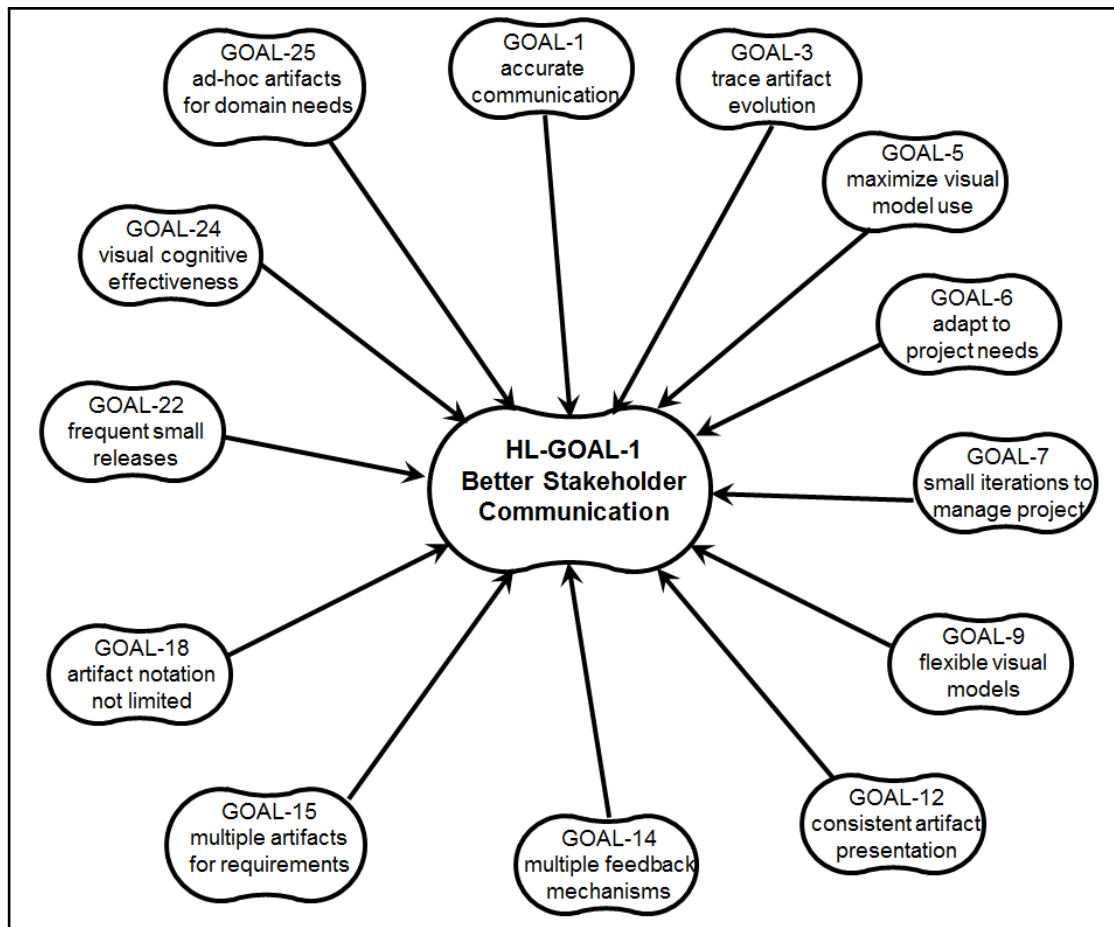 GOAL-25
ad-hoc artifacts
for domain needs
GOAL-1
accurate
communication
GOAL-3
trace artifact
evolution
GOAL-5
maximize visual
model use
GOAL-24
visual cognitive
effectiveness
GOAL-6
adapt to
project needs
GOAL-22
frequent small
releases
HL-GOAL-1
Better Stakeholder
Communication
GOAL-7
small iterations to
manage project
GOAL-18
artifact notation
not limited
GOAL-9
flexible visual
models
GOAL-15
multiple artifacts
for requirements
GOAL-14
multiple feedback
mechanisms
GOAL-12
consistent artifact
presentation